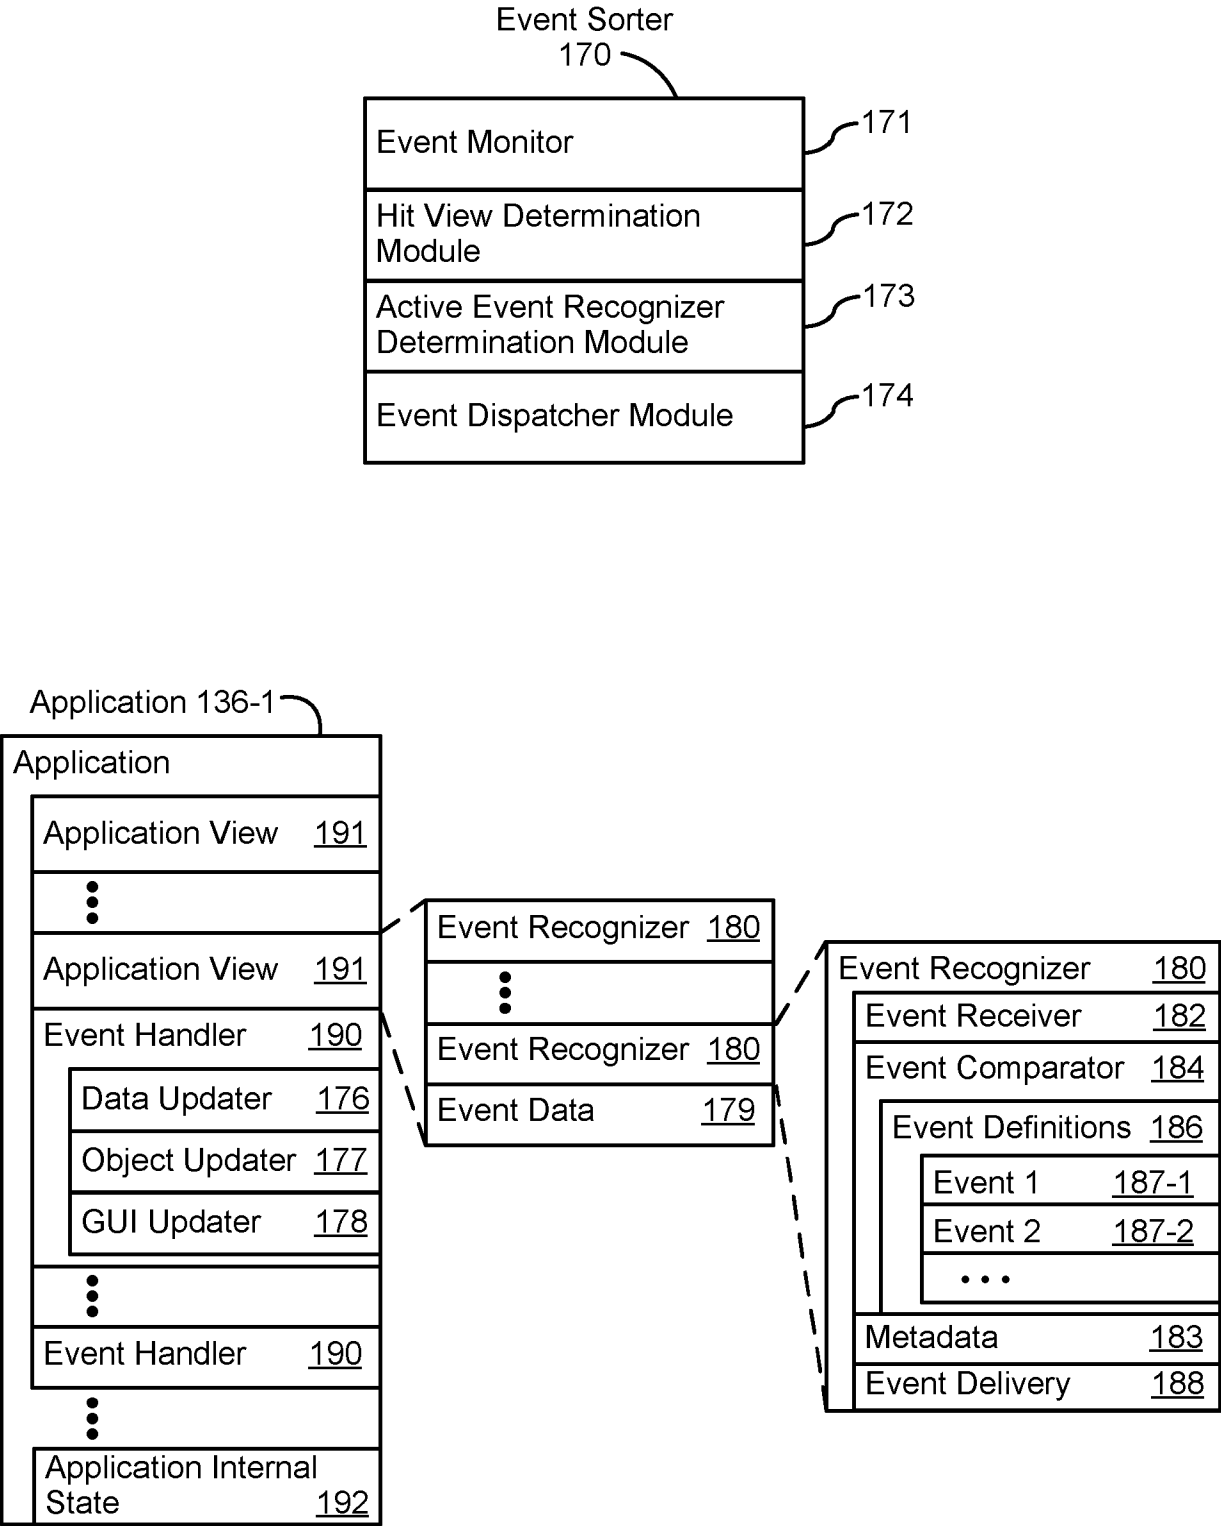 Event Sorter
170
Event Monitor
171
Hit View Determination
Module
172
Active Event Recognizer
Determination Module
173
Event Dispatcher Module
174
Application 136-1
Application
Application View 191
Application View 191
Event Handler 190
Data Updater 176
Object Updater 177
GUI Updater 178
Event Handler 190
Application Internal
State 192
Event Recognizer 180
Event Recognizer 180
Event Data 179
Event Recognizer 180
Event Receiver 182
Event Comparator 184
Event Definitions 186
Event 1 187-1
Event 2 187-2
• • •
Metadata 183
Event Delivery 188